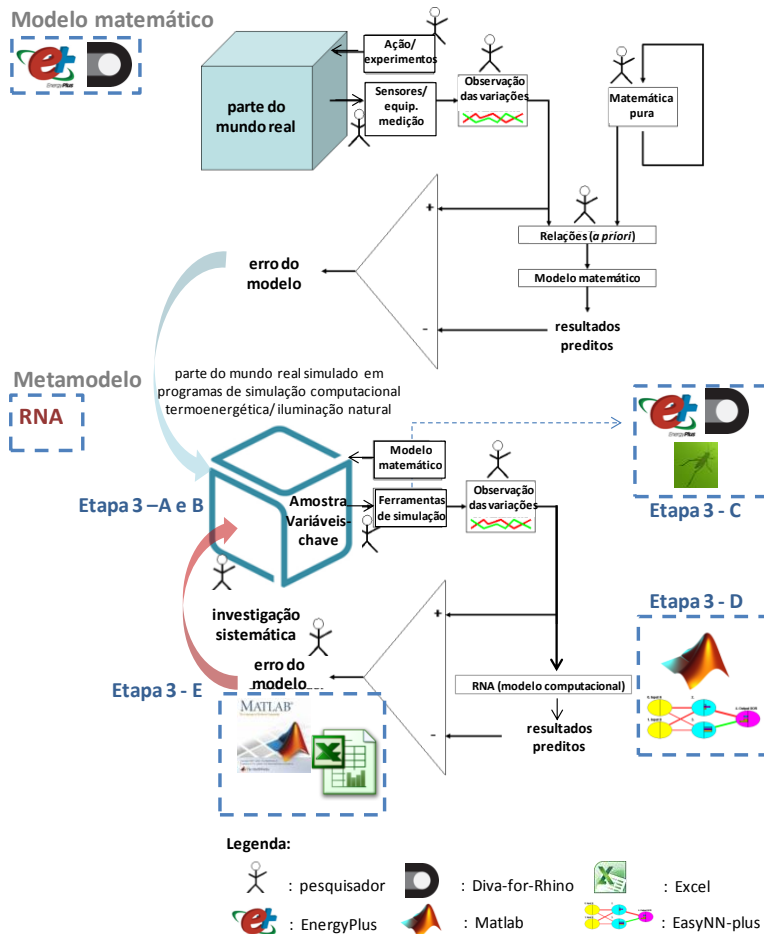 Modelo matemático
EnergyPlus
Ação/
experimentos
parte do
mundo real
Sensores/
equip.
medição
Observação
das variações
Matemática
pura
+
Relações (a priori)
erro do
modelo
Modelo matemático
-
resultados
preditos
Metamodelo
RNA
parte do mundo real simulado em
programas de simulação computacional
termoenergética/ iluminação natural
EnergyPlus
Etapa 3 - C
Modelo
matemático
Etapa 3 –A e B
Amostra
Variáveis-
chave
Ferramentas
de simulação
Observação
das variações
Etapa 3 - D
investigação
sistemática
+
erro do
modelo
Etapa 3 - E
RNA (modelo computacional)
MATLAB
resultados
preditos
-
Legenda:
: pesquisador
: Diva-for-Rhino
: Excel
: EnergyPlus
: Matlab
: EasyNN-plus